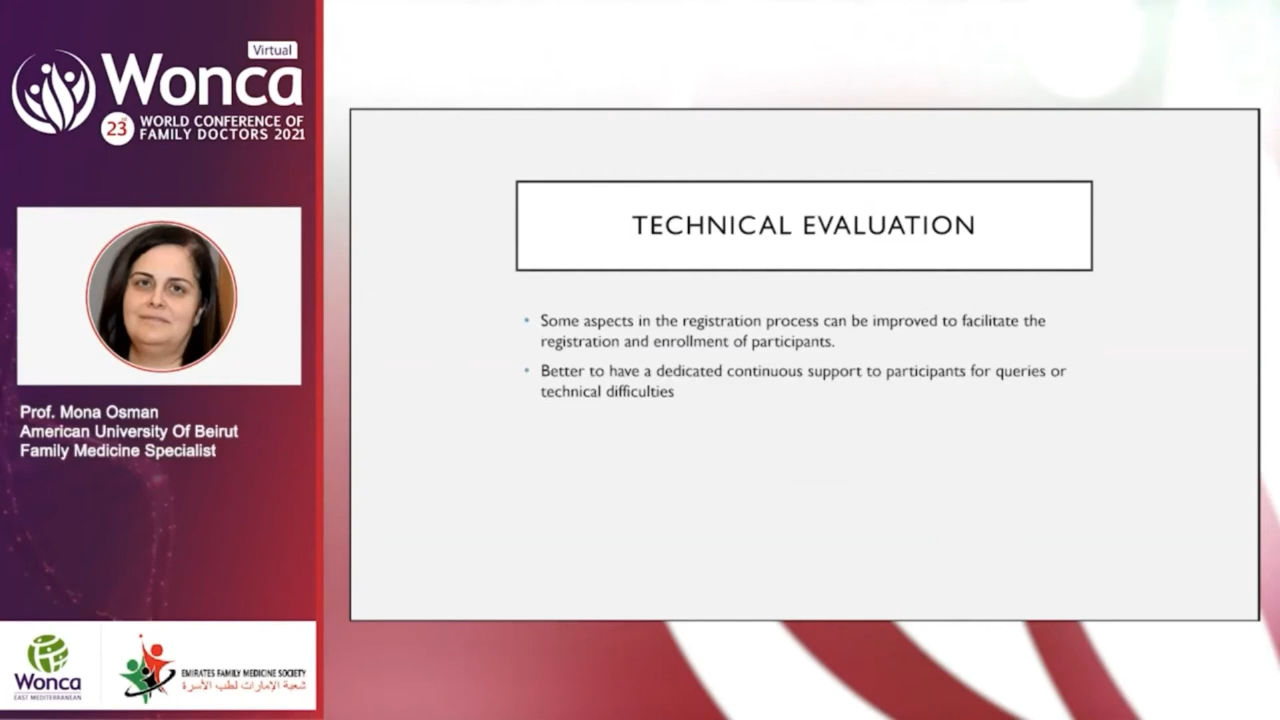 Virtual
Wonca
23rd WORLD CONFERENCE OF
FAMILY DOCTORS 2021
Prof. Mona Osman
American University Of Beirut
Family Medicine Specialist
Wonca
EAST MEDITERRANEAN
EMIRATES FAMILY MEDICINE SOCIETY
شعبة الإمارات لطب الأسرة
TECHNICAL EVALUATION
• Some aspects in the registration process can be improved to facilitate the
registration and enrollment of participants.
• Better to have a dedicated continuous support to participants for queries or
technical difficulties